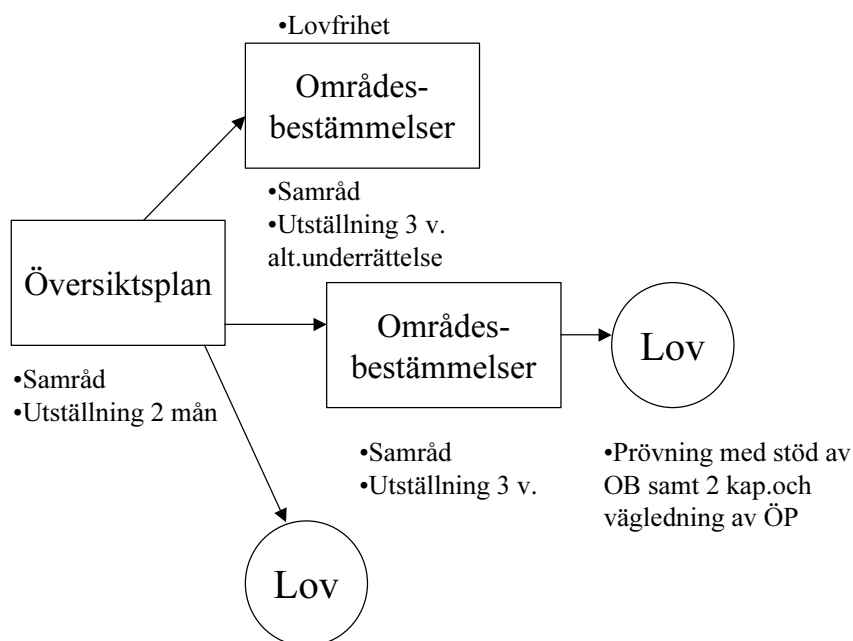 •Lovfrihet
Områdes-
bestämmelser
•Samråd
•Utställning 3 v.
alt.underrättelse
Översiktsplan
•Samråd
•Utställning 2 mån
Områdes-
bestämmelser
•Samråd
•Utställning 3 v.
Lov
•Prövning med stöd av
OB samt 2 kap.och
vägledning av ÖP
Lov